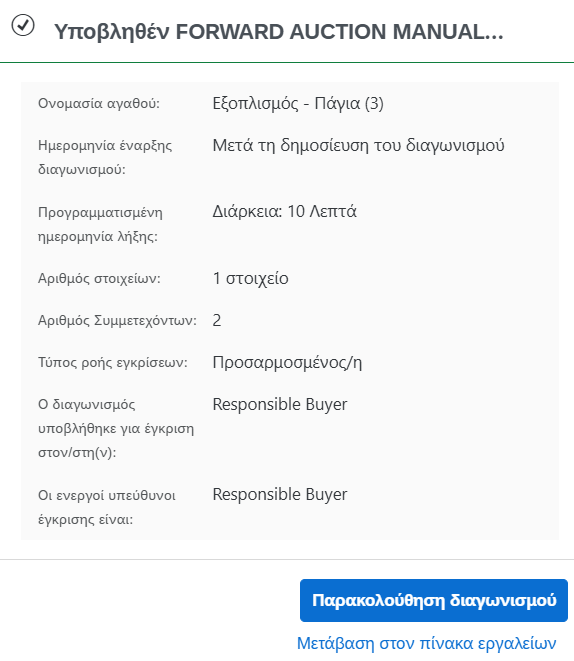 Υποβληθέν FORWARD AUCTION MANUAL...
Ονομασία αγαθού: Εξοπλισμός - Πάγια (3)
Ημερομηνία έναρξης Μετά τη δημοσίευση του διαγωνισμού
διαγωνισμού:
Προγραμματισμένη Διάρκεια: 10 Λεπτά
ημερομηνία λήξης:
Αριθμός στοιχείων: 1 στοιχείο
Αριθμός Συμμετεχόντων: 2
Τύπος ροής εγκρίσεων: Προσαρμοσμένος/η
Ο διαγωνισμός Responsible Buyer
υποβλήθηκε για έγκριση
στον/στη(ν):
Οι ενεργοί υπεύθυνοι Responsible Buyer
έγκρισης είναι:
Παρακολούθηση διαγωνισμού
Μετάβαση στον πίνακα εργαλείων